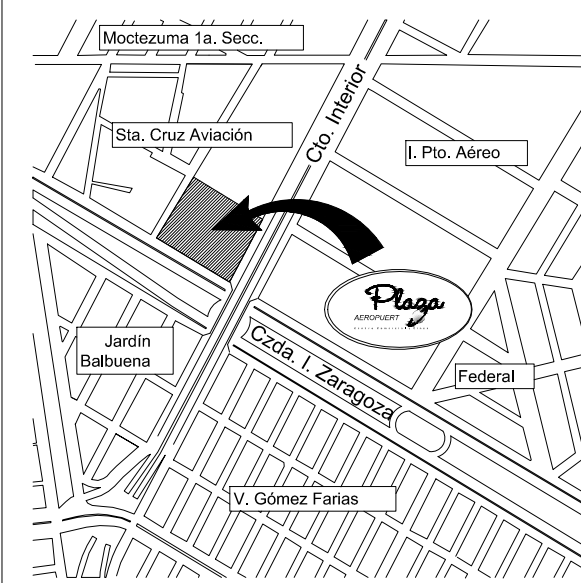 Moctezuma 1a. Secc.
Sta. Cruz Aviación
Cto. Interior
I. Pto. Aéreo
Plaza
AEROPUERT
Jardín
Balbuena
Czda. I. Zaragoza
Federal
V. Gómez Farias